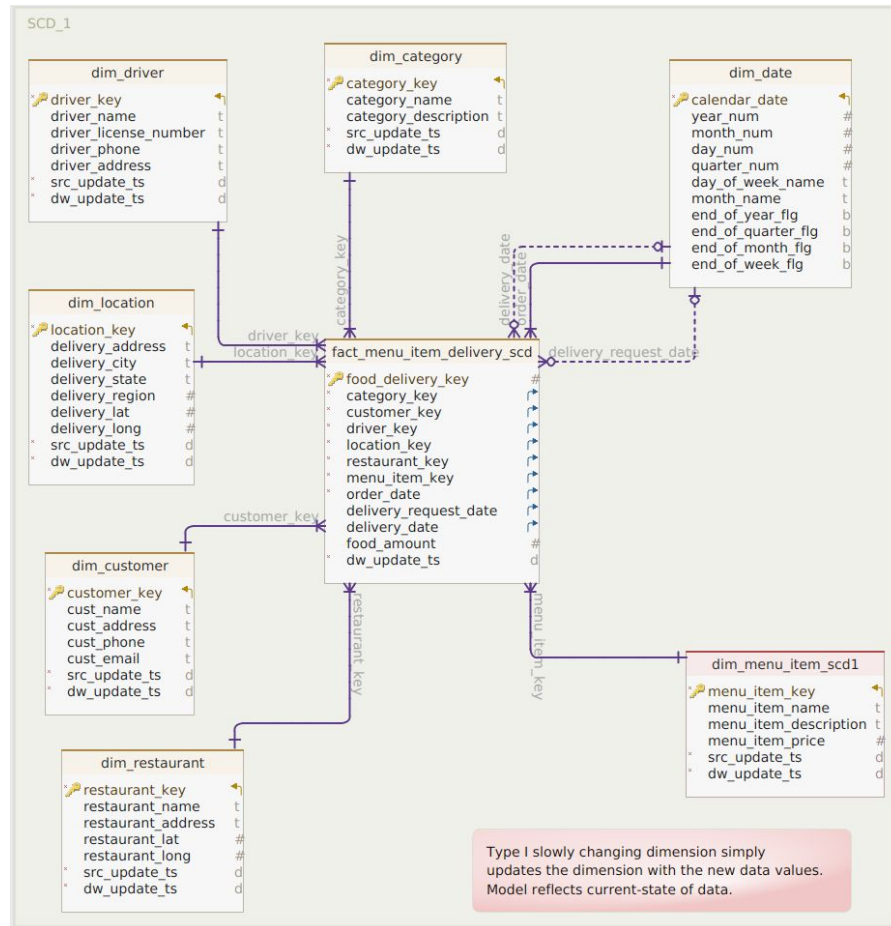 SCD_1
dim_driver
driver_key
driver_name t
driver_license_number t
driver_phone t
driver_address t
src_update_ts d
dw_update_ts d
dim_category
category_key
category_name t
category_description t
src_update_ts d
dw_update_ts d
dim_date
calendar_date
year_num #
month_num #
day_num #
quarter_num #
day_of_week_name t
month_name t
end_of_year_flg b
end_of_quarter_flg b
end_of_month_flg b
end_of_week_flg b
dim_location
location_key
delivery_address t
delivery_city t
delivery_state t
delivery_region #
delivery_lat #
delivery_long #
src_update_ts d
dw_update_ts d
driver_key
location_key
category_key
delivery_date
order_date
delivery_request_date
fact_menu_item_delivery_scd
food_delivery_key #
category_key
customer_key
driver_key
location_key
restaurant_key
menu_item_key
order_date
delivery_request_date
delivery_date
food_amount #
dw_update_ts d
customer_key
dim_customer
customer_key
cust_name t
cust_address t
cust_phone t
cust_email t
src_update_ts d
dw_update_ts d
restaurant_key
menu_item_key
dim_menu_item_scd1
menu_item_key
menu_item_name t
menu_item_description t
menu_item_price #
src_update_ts d
dw_update_ts d
dim_restaurant
restaurant_key
restaurant_name t
restaurant_address t
restaurant_lat #
restaurant_long #
src_update_ts d
dw_update_ts d
Type I slowly changing dimension simply
updates the dimension with the new data values.
Model reflects current-state of data.